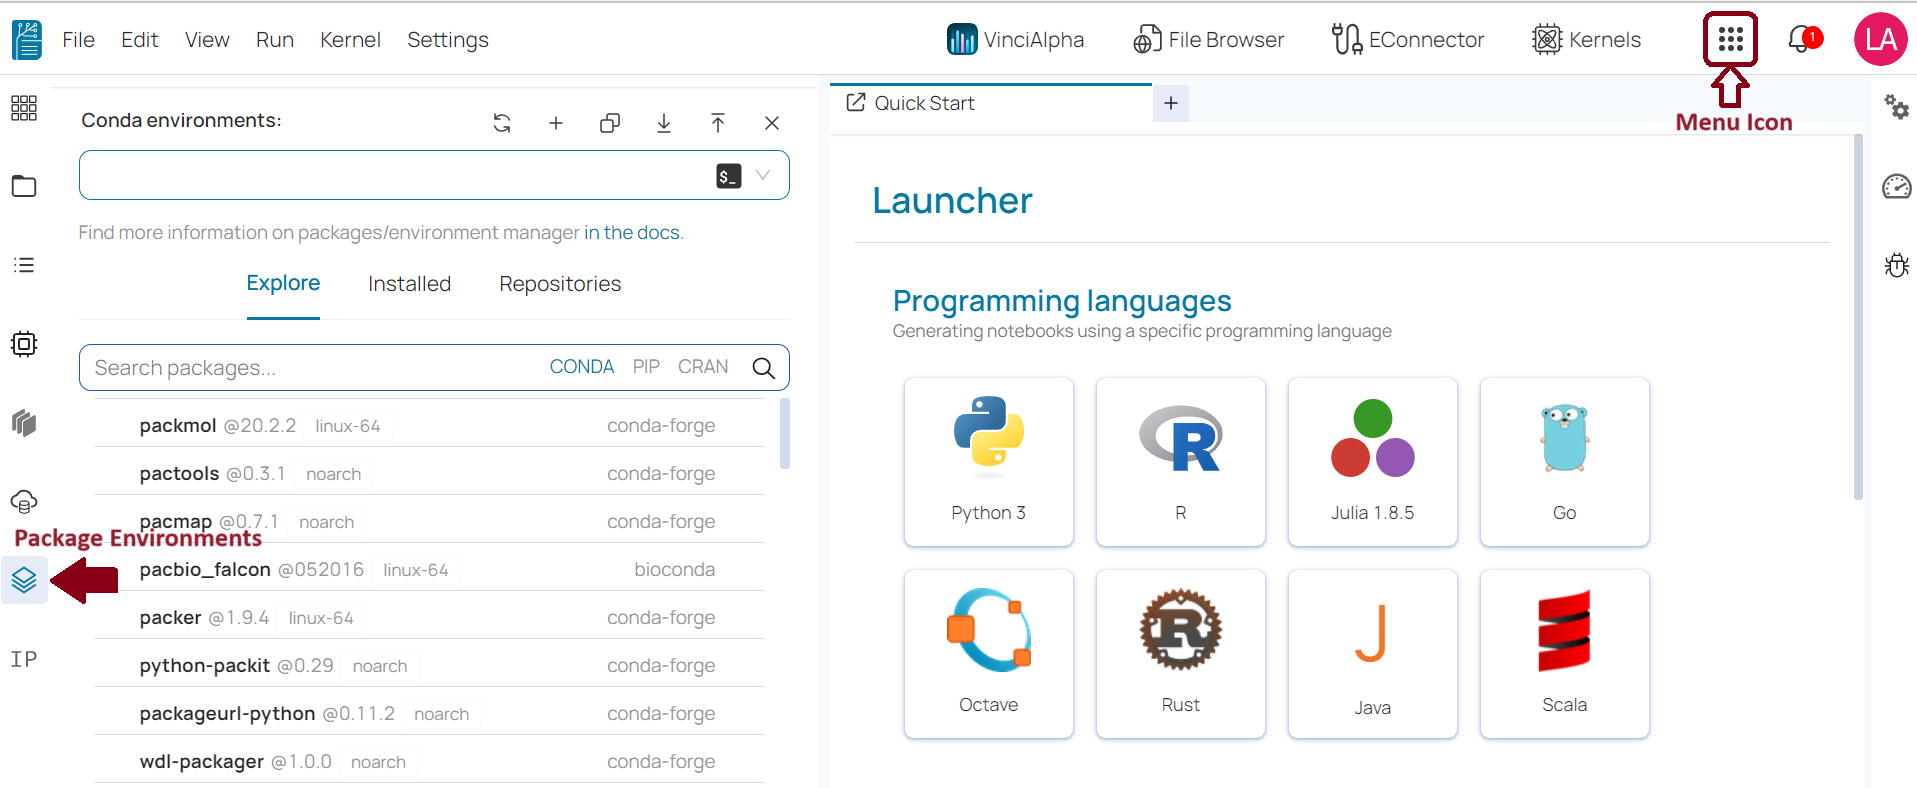 File Edit View Run Kernel Settings VinciAlpha File Browser EConnector Kernels 1 LA
Menu Icon
Conda environments:
$_
Find more information on packages/environment manager in the docs.
Explore Installed Repositories
Search packages... CONDA PIP CRAN
packmol @20.2.2 linux-64 conda-forge
pactools @0.3.1 noarch conda-forge
pacmap @0.7.1 noarch conda-forge
Package Environments
pacbio_falcon @052016 linux-64 bioconda
packer @1.9.4 linux-64 conda-forge
python-packit @0.29 noarch conda-forge
IP
packageurl-python @0.11.2 noarch conda-forge
wdl-packager @1.0.0 noarch conda-forge
Quick Start +
Launcher
Programming languages
Generating notebooks using a specific programming language
Python 3 R Julia 1.8.5 Go
Octave Rust Java Scala